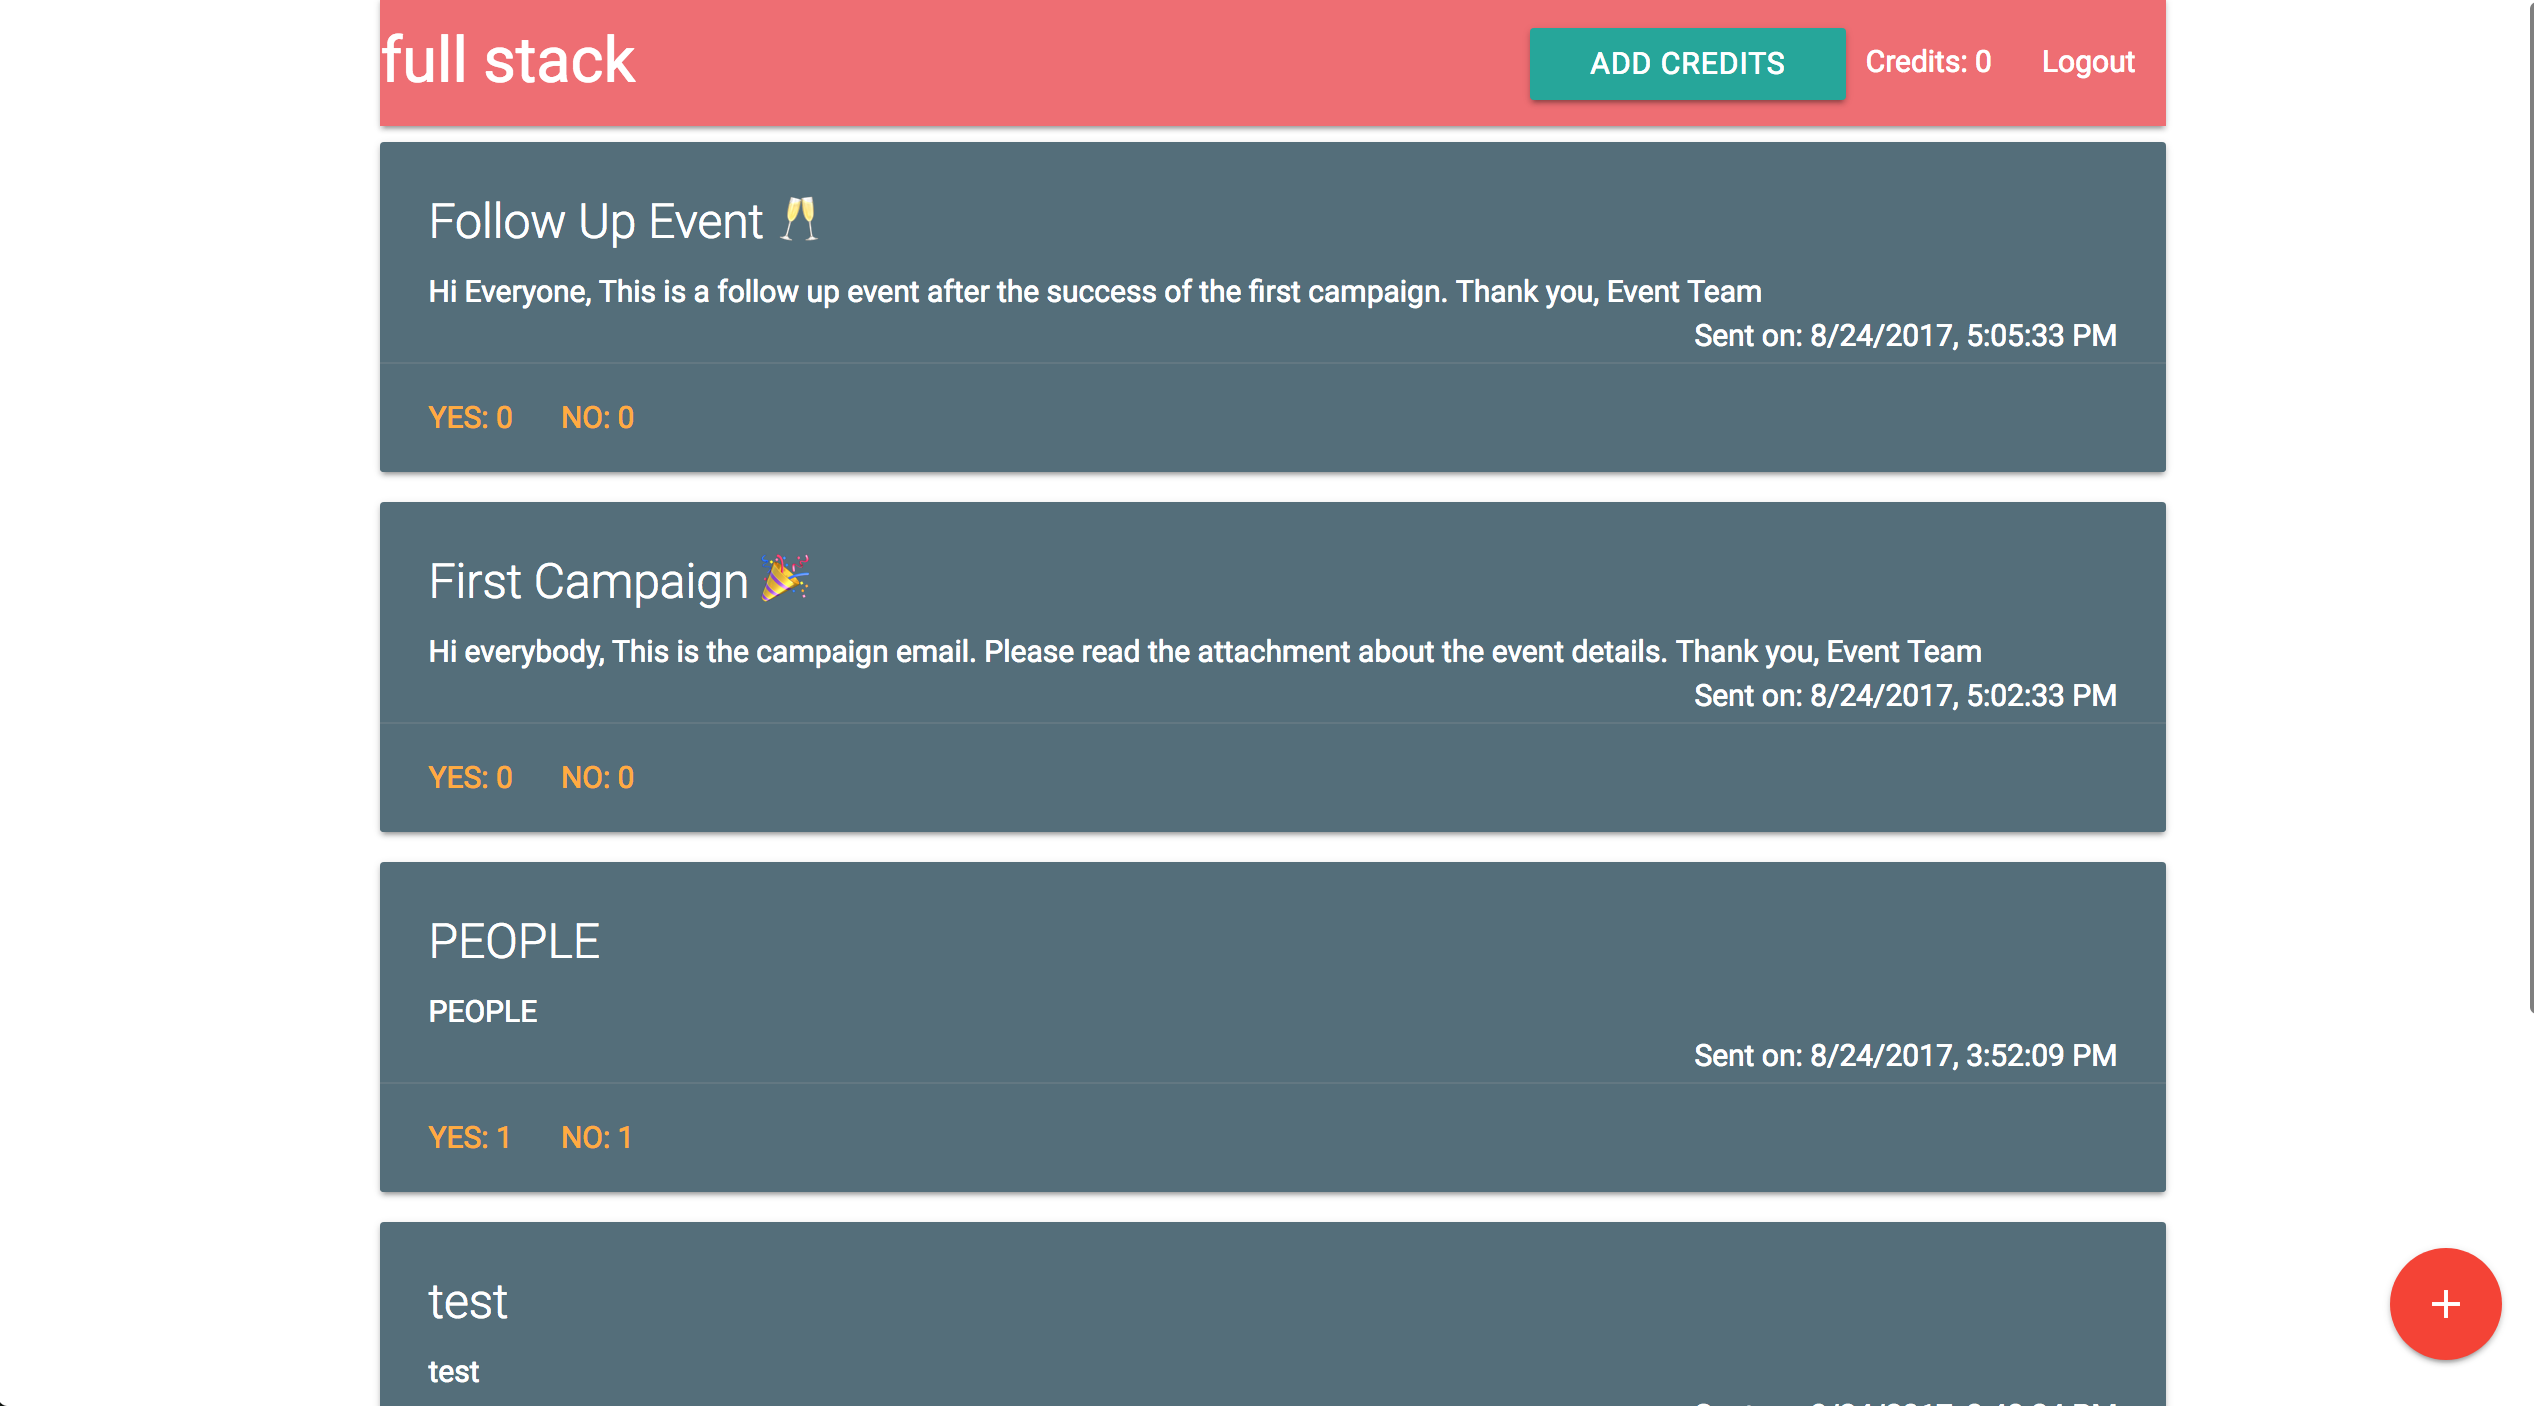 full stack
ADD CREDITS
Credits: 0
Logout
Follow Up Event 🥂
Hi Everyone, This is a follow up event after the success of the first campaign. Thank you, Event Team
Sent on: 8/24/2017, 5:05:33 PM
YES: 0 NO: 0
First Campaign 🎉
Hi everybody, This is the campaign email. Please read the attachment about the event details. Thank you, Event Team
Sent on: 8/24/2017, 5:02:33 PM
YES: 0 NO: 0
PEOPLE
PEOPLE
Sent on: 8/24/2017, 3:52:09 PM
YES: 1 NO: 1
test
test